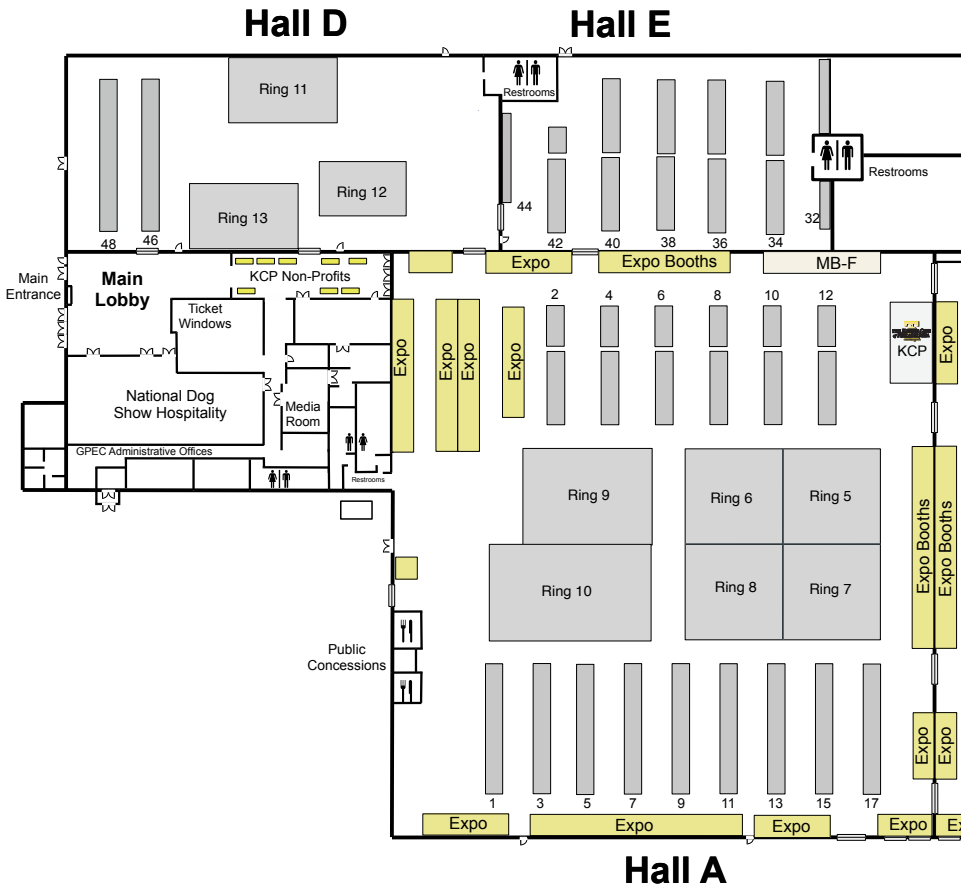 Hall D
Hall E
Ring 11
Restrooms
Ring 12
Ring 13
Restrooms
44
32
48
46
42
40
38
36
34
Main
Entrance
Main
Lobby
KCP Non-Profits
Expo
Expo Booths
MB-F
Ticket
Windows
2
4
6
8
10
12
KCP
Expo
Expo
Expo
Expo
Expo
National Dog
Show Hospitality
Media
Room
GPEC Administrative Offices
Restrooms
Ring 9
Ring 6
Ring 5
Ring 10
Ring 8
Ring 7
Expo Booths
Expo Booths
Public
Concessions
Expo
Expo
1
3
5
7
9
11
13
15
17
Expo
Expo
Expo
Expo
Hall A